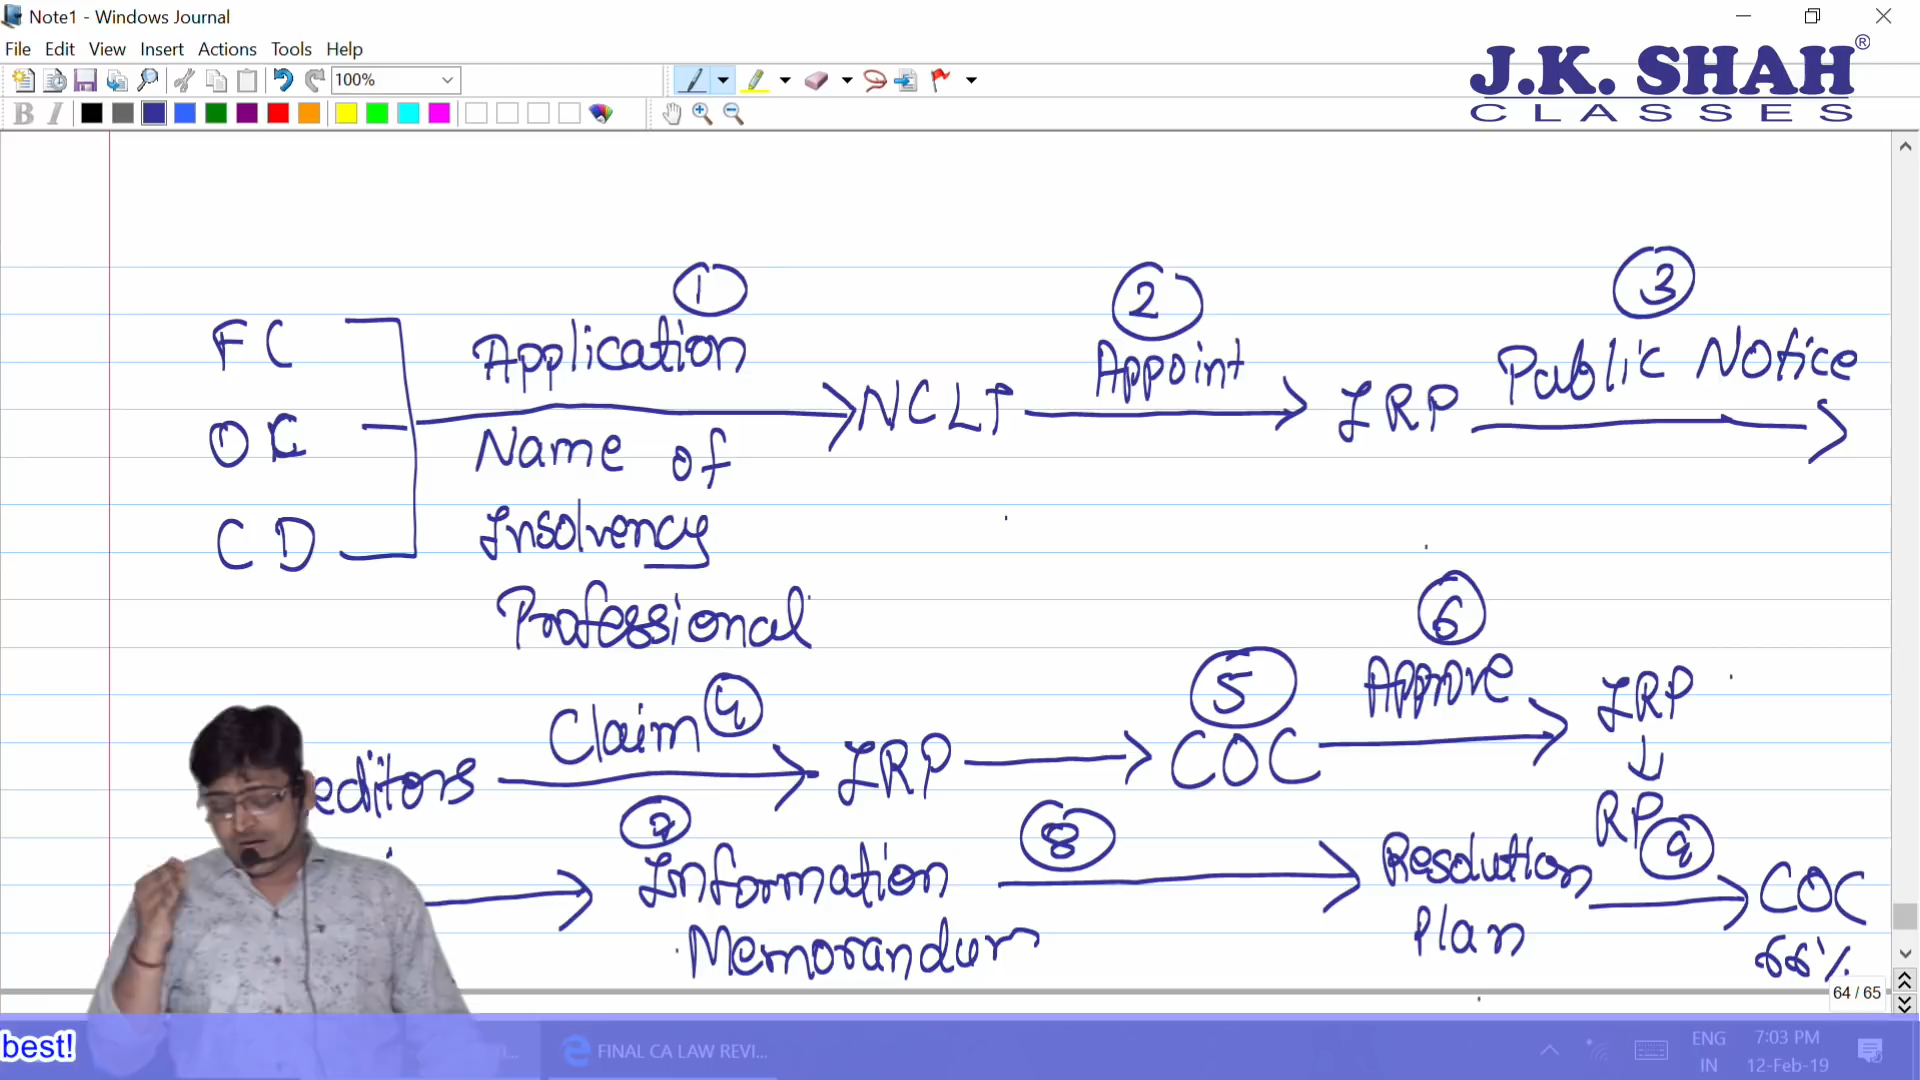 Note1 - Windows Journal
File Edit View Insert Actions Tools Help
100%
J.K. SHAH®
CLASSES
1
2
3
FC
Application
Appoint
Public Notice
OC
NCLT
IRP
Name of
CD
Insolvency
Professional
6
Claim 4
5
Approve
IRP
editors
IRP
COC
RP
7
8
9
Information
Resolution
COC
Memorandum
Plan
66%
64 / 65
best!
FINAL CA LAW REVI...
ENG
IN
7:03 PM
12-Feb-19